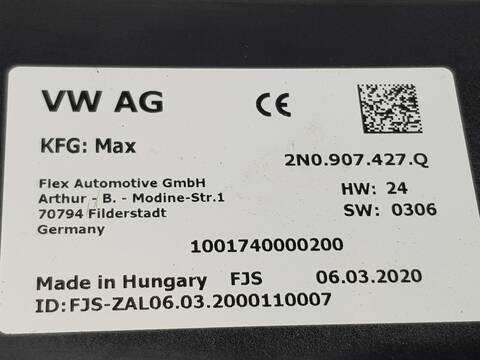 VW AG
CE
KFG: Max
2N0.907.427.Q
Flex Automotive GmbH
Arthur - B. - Modine-Str.1
70794 Filderstadt
Germany
HW: 24
SW: 0306
1001740000200
Made in Hungary FJS 06.03.2020
ID:FJS-ZAL06.03.2000110007